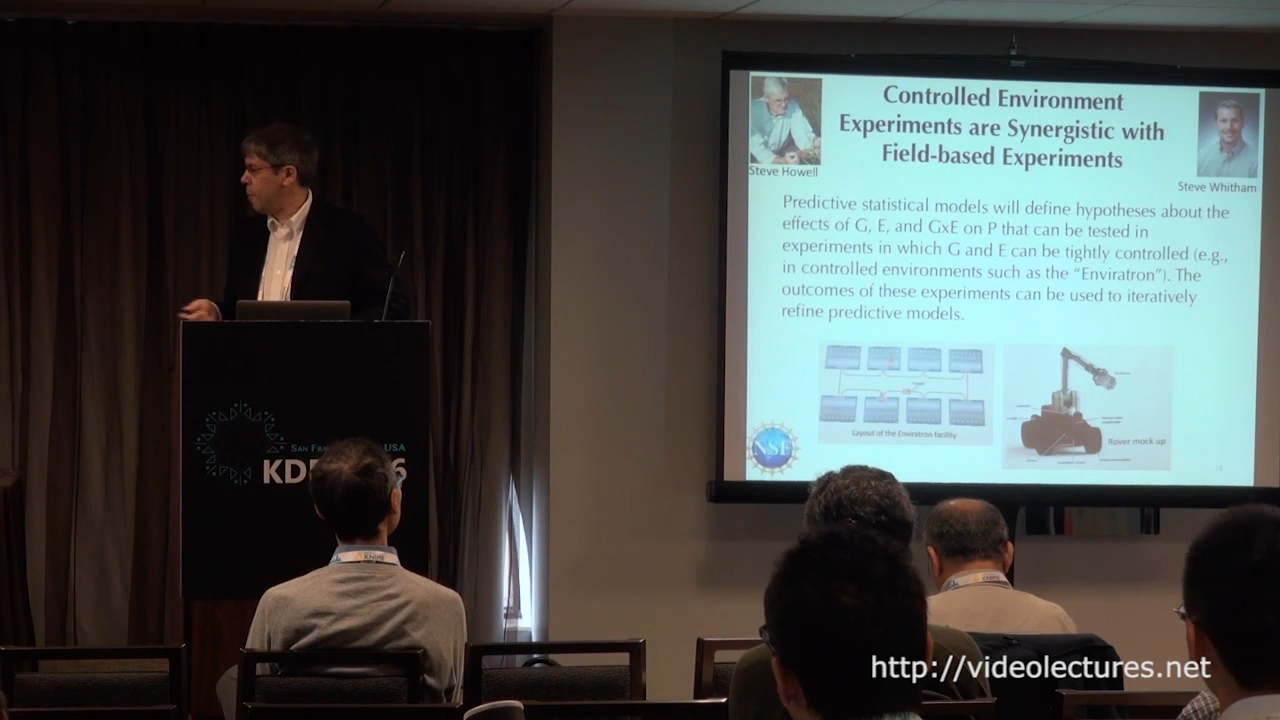 Controlled Environment
Experiments are Synergistic with
Field-based Experiments
Steve Howell
Steve Whitham
Predictive statistical models will define hypotheses about the
effects of G, E, and GxE on P that can be tested in
experiments in which G and E can be tightly controlled (e.g.,
in controlled environments such as the “Enviratron”). The
outcomes of these experiments can be used to iteratively
refine predictive models.
Layout of the Enviratron facility
Rover mock up
NSF
18
SAN USA
KNIME
KNIME
http://videolectures.net